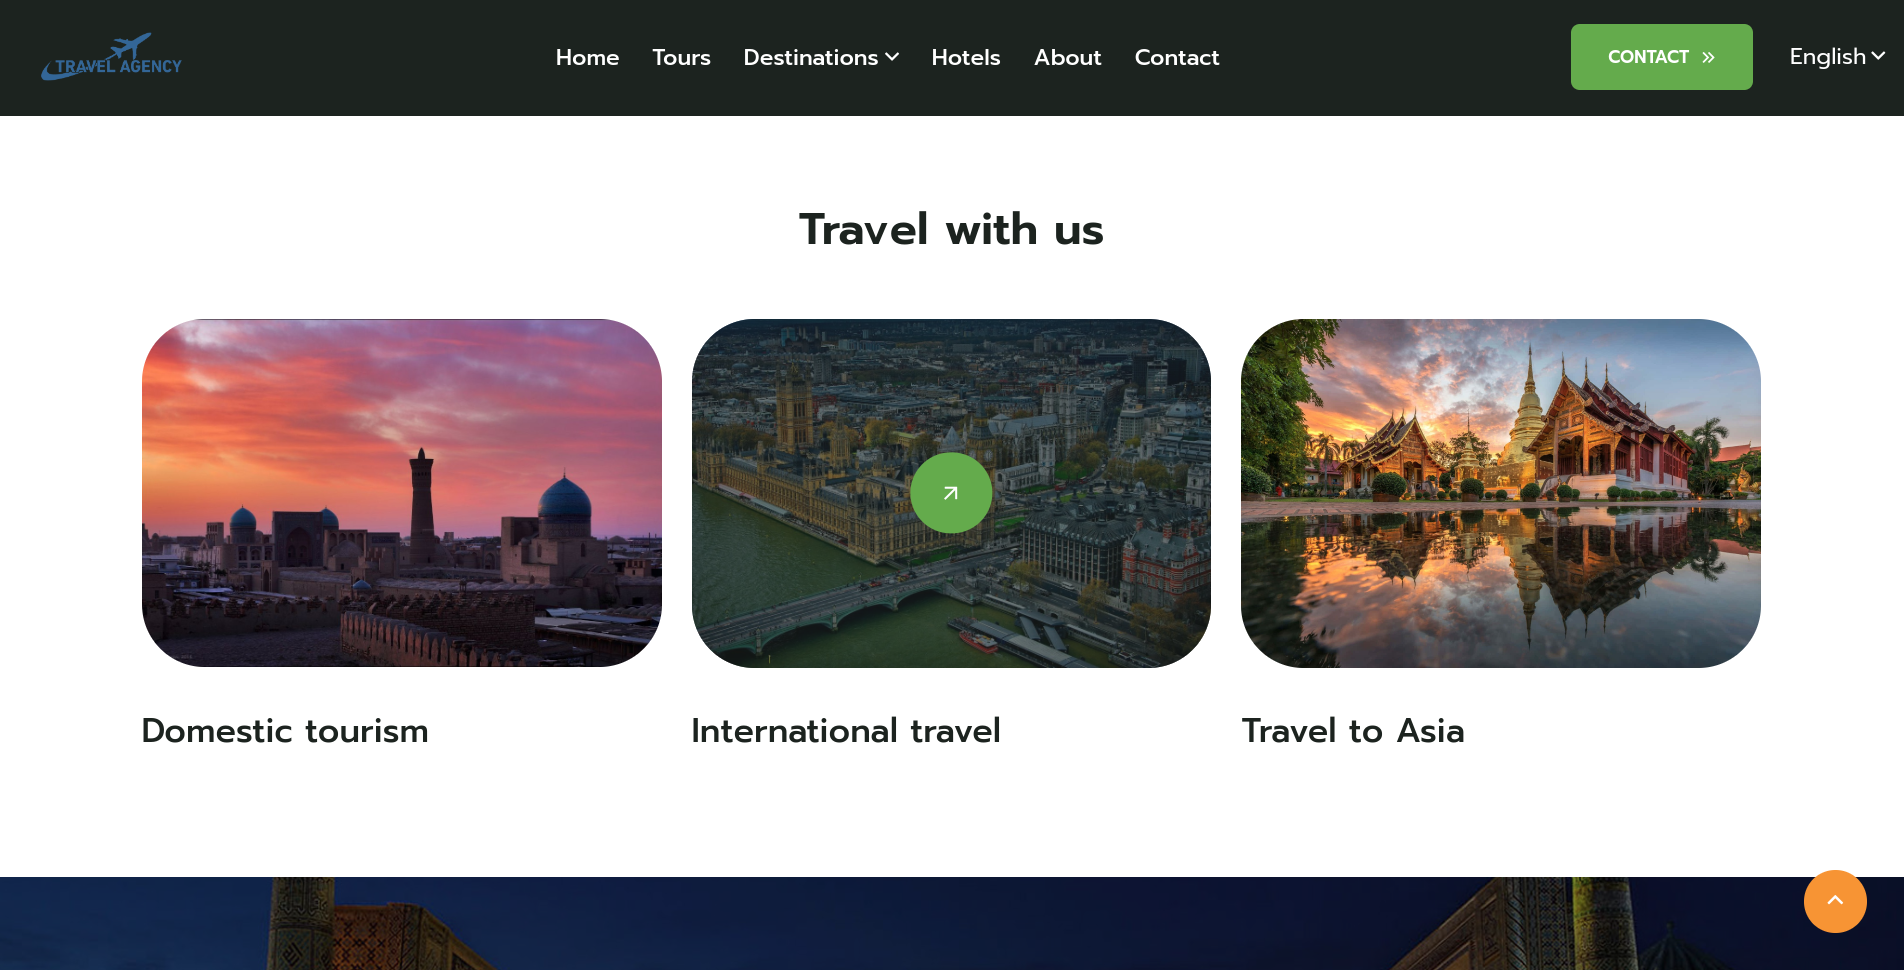 TRAVEL AGENCY
Home Tours Destinations Hotels About Contact
CONTACT
English
Travel with us
Domestic tourism
International travel
Travel to Asia